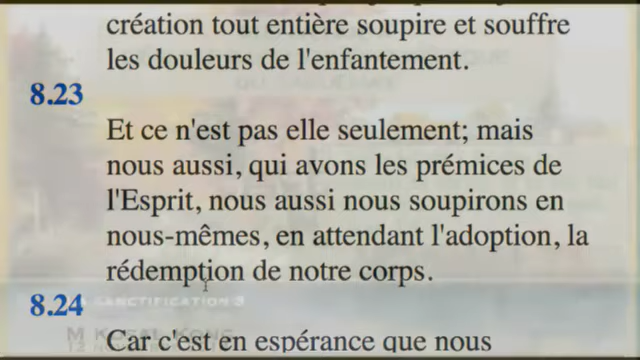 création tout entière soupire et souffre
les douleurs de l'enfantement.
8.23
Et ce n'est pas elle seulement; mais
nous aussi, qui avons les prémices de
l'Esprit, nous aussi nous soupirons en
nous-mêmes, en attendant l'adoption, la
rédemption de notre corps.
SANCTIFICATION 3
8.24
Car c'est en espérance que nous